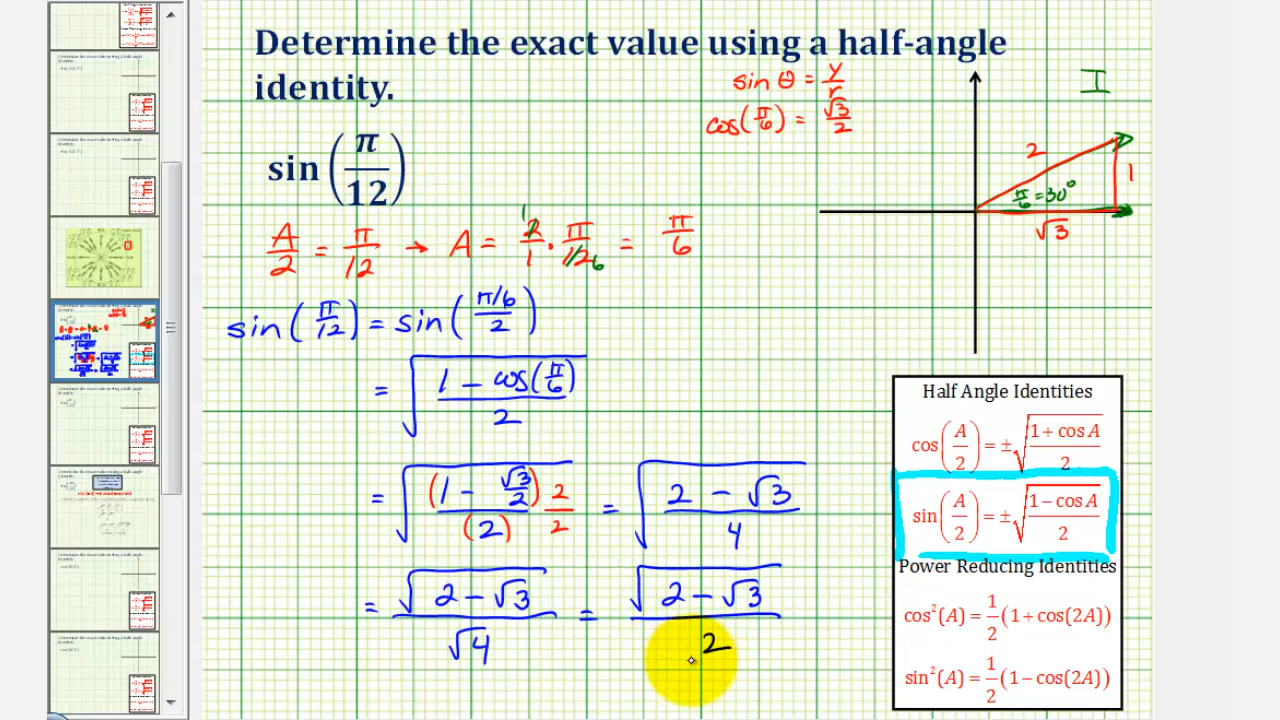 Determine the exact value using a half-angle
identity.
sin θ = y/r
cos(π/6) = √3/2
I
sin(π/12)
2
1
π/6 = 30°
√3
A/2 = π/12 → A = 2/1 · π/12 = π/6
1
6
sin(π/12) = sin((π/6)/2)
= √((1 - cos(π/6))/2)
= √((1 - √3/2)/(2) 2/2) = √((2 - √3)/4)
= √(2 - √3)/√4 = √(2 - √3)/2
Half Angle Identities
cos(A/2) = ±√((1 + cos A)/2)
sin(A/2) = ±√((1 − cos A)/2)
Power Reducing Identities
cos²(A) = 1/2 (1 + cos(2A))
sin²(A) = 1/2 (1 − cos(2A))